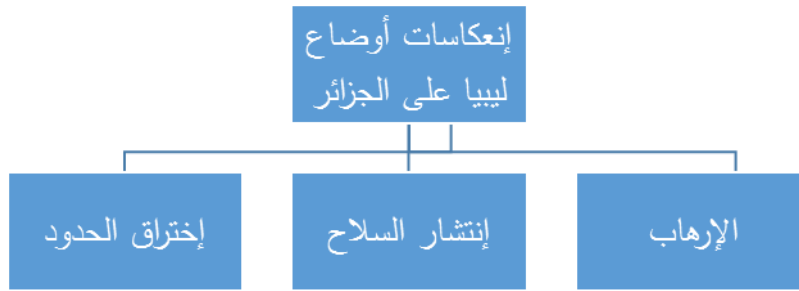 إنعكاسات أوضاع
ليبيا على الجزائر
الإرهاب
إنتشار السلاح
إختراق الحدود